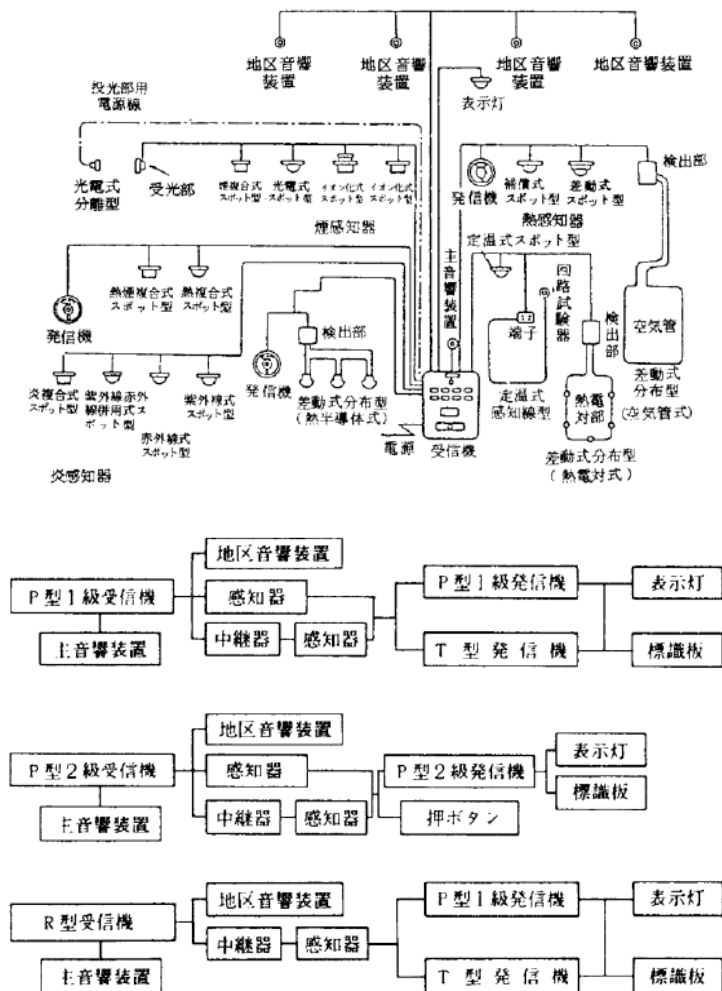 地区音響
装置
地区音響
装置
地区音響
装置
地区音響装置
投光部用
電源線
表示灯
光電式
分離型
受光部
煙複合式
スポット型
光電式
スポット型
イオン化式
スポット型
イオン化式
スポット型
煙感知器
発信機
補償式
スポット型
差動式
スポット型
検出部
熱感知器
定温式スポット型
主音響装置
回路試験器
端子
検出部
空気管
発信機
熱煙複合式
スポット型
熱複合式
スポット型
発信機
検出部
差動式分布型
(熱半導体式)
炎複合式
スポット型
紫外線赤外
線併用式ス
ポット型
赤外線式
スポット型
紫外線式
スポット型
炎感知器
電源
受信機
定温式
感知線型
熱電
対部
差動式分布型
(熱電対式)
差動式
分布型
(空気管式)
P型1級受信機
主音響装置
地区音響装置
感知器
中継器
感知器
P型1級発信機
T型発信機
表示灯
標識板
P型2級受信機
主音響装置
地区音響装置
感知器
中継器
感知器
P型2級発信機
押ボタン
表示灯
標識板
R型受信機
主音響装置
地区音響装置
中継器
感知器
P型1級発信機
T型発信機
表示灯
標識板